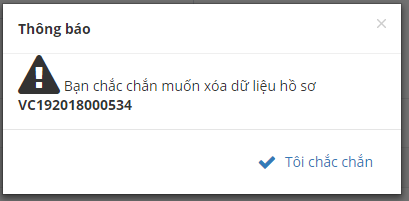 Thông báo
Bạn chắc chắn muốn xóa dữ liệu hồ sơ
VC192018000534
Tôi chắc chắn